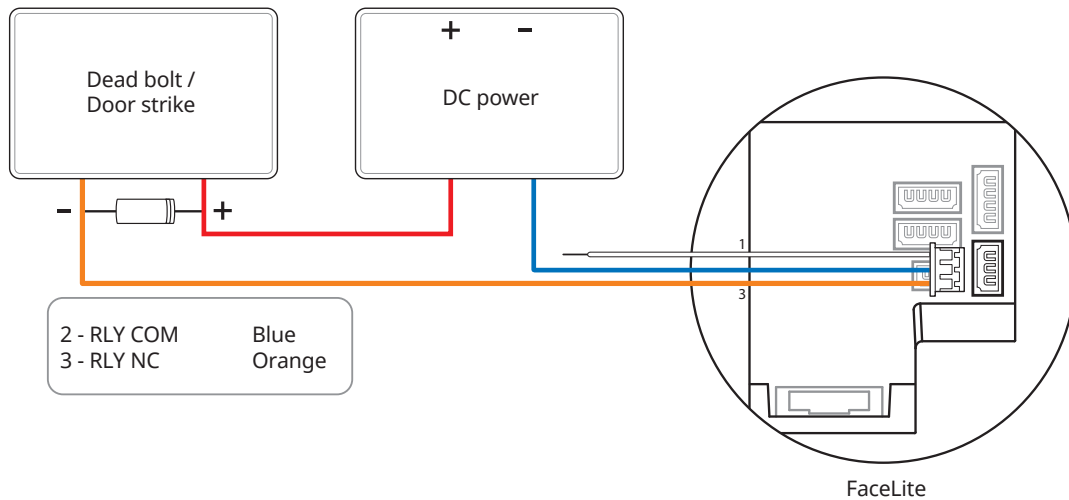 Dead bolt /
Door strike
+ -
DC power
- +
1
3
2 - RLY COM Blue
3 - RLY NC Orange
FaceLite